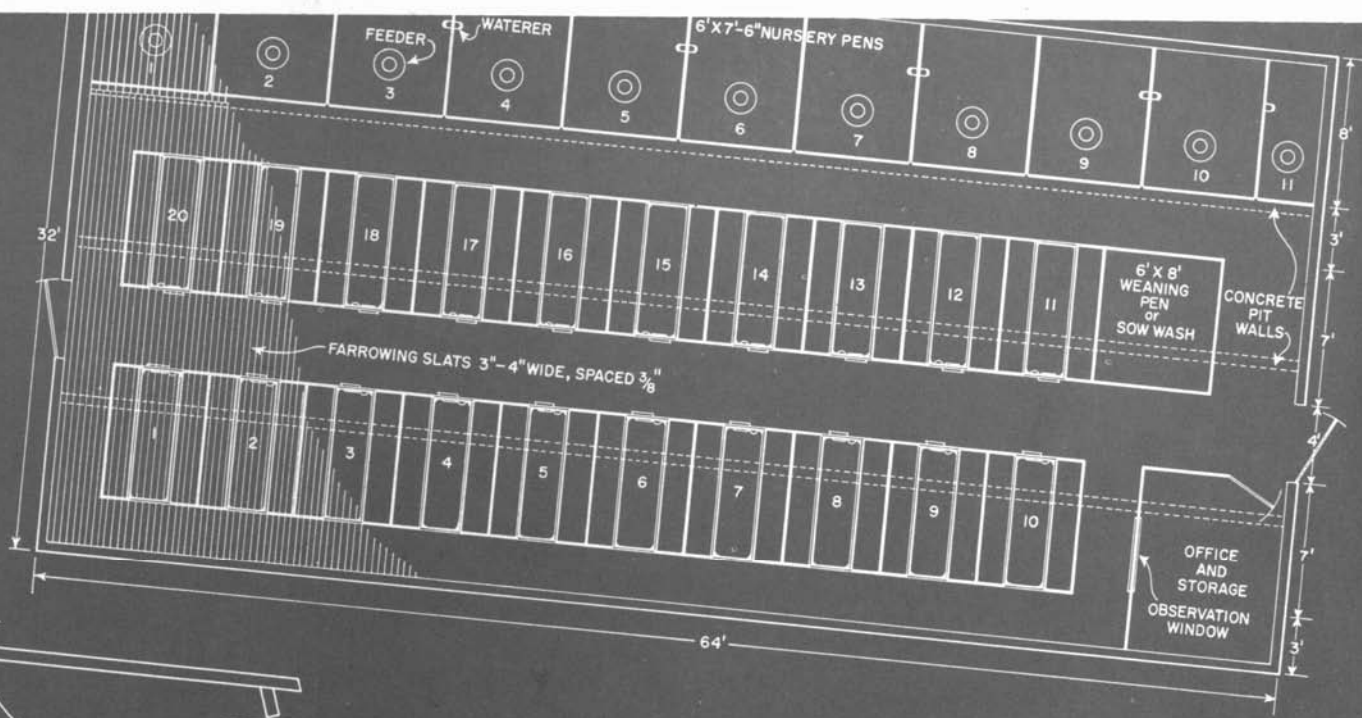 WATERER
6'X7'-6"NURSERY PENS
FEEDER
1
2
3
4
5
6
7
8
9
10
11
8'
20
19
18
17
16
15
14
13
12
11
6' X 8'
WEANING
PEN
or
SOW WASH
CONCRETE
PIT
WALLS
3'
32'
7'
FARROWING SLATS 3"-4" WIDE, SPACED 3/8"
4'
1
2
3
4
5
6
7
8
9
10
OFFICE
AND
STORAGE
OBSERVATION
WINDOW
7'
3'
64'